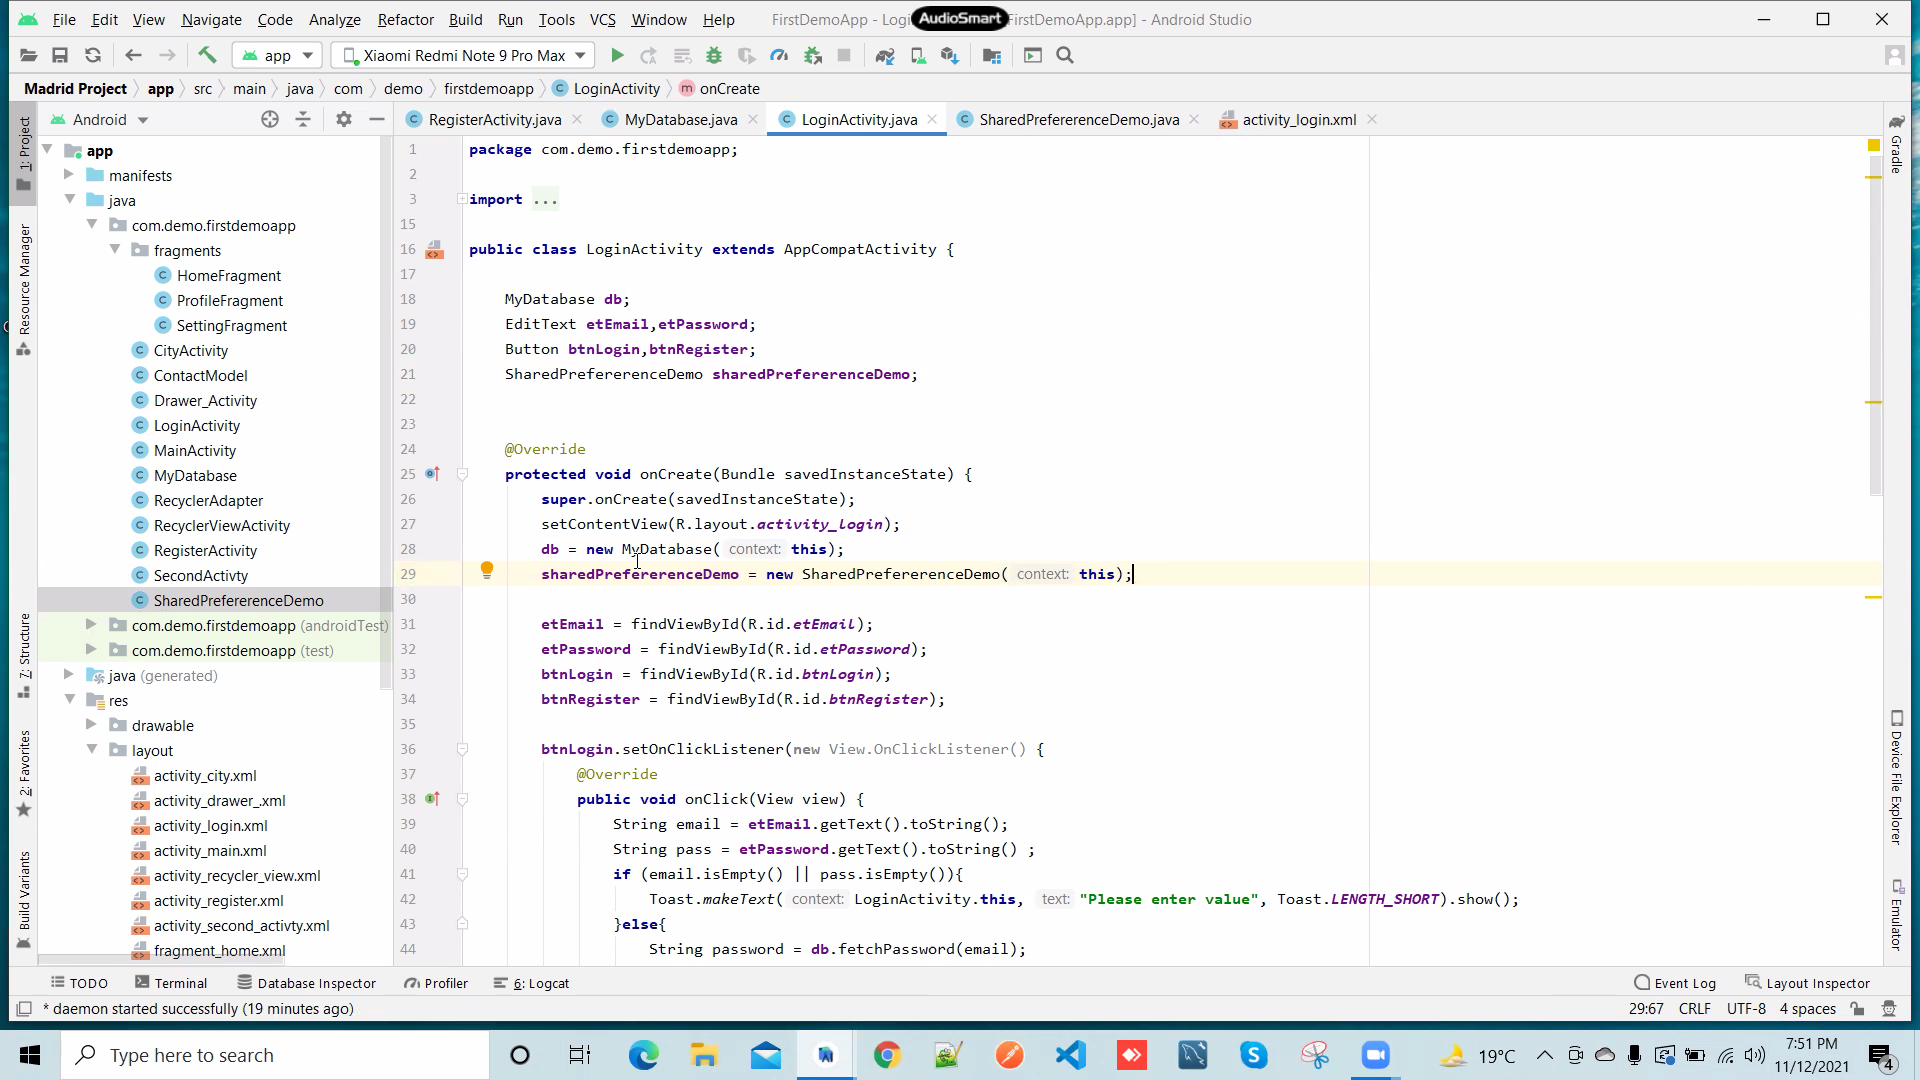 File Edit View Navigate Code Analyze Refactor Build Run Tools VCS Window Help FirstDemoApp - Logi AudioSmart FirstDemoApp.app] - Android Studio
app Xiaomi Redmi Note 9 Pro Max
Madrid Project app src main java com demo firstdemoapp LoginActivity onCreate
Android RegisterActivity.java MyDatabase.java LoginActivity.java SharedPrefererenceDemo.java activity_login.xml
1: Project
Resource Manager
7: Structure
2: Favorites
Build Variants
app
manifests
java
com.demo.firstdemoapp
fragments
HomeFragment
ProfileFragment
SettingFragment
CityActivity
ContactModel
Drawer_Activity
LoginActivity
MainActivity
MyDatabase
RecyclerAdapter
RecyclerViewActivity
RegisterActivity
SecondActivty
SharedPrefererenceDemo
com.demo.firstdemoapp (androidTest)
com.demo.firstdemoapp (test)
java (generated)
res
drawable
layout
activity_city.xml
activity_drawer_.xml
activity_login.xml
activity_main.xml
activity_recycler_view.xml
activity_register.xml
activity_second_activty.xml
fragment_home.xml
1 package com.demo.firstdemoapp;
2
3 import ...
15
16 public class LoginActivity extends AppCompatActivity {
17
18 MyDatabase db;
19 EditText etEmail,etPassword;
20 Button btnLogin,btnRegister;
21 SharedPrefererenceDemo sharedPrefererenceDemo;
22
23
24 @Override
25 protected void onCreate(Bundle savedInstanceState) {
26 super.onCreate(savedInstanceState);
27 setContentView(R.layout.activity_login);
28 db = new MyDatabase( context: this);
29 sharedPrefererenceDemo = new SharedPrefererenceDemo( context: this);
30
31 etEmail = findViewById(R.id.etEmail);
32 etPassword = findViewById(R.id.etPassword);
33 btnLogin = findViewById(R.id.btnLogin);
34 btnRegister = findViewById(R.id.btnRegister);
35
36 btnLogin.setOnClickListener(new View.OnClickListener() {
37 @Override
38 public void onClick(View view) {
39 String email = etEmail.getText().toString();
40 String pass = etPassword.getText().toString() ;
41 if (email.isEmpty() || pass.isEmpty()){
42 Toast.makeText( context: LoginActivity.this, text: "Please enter value", Toast.LENGTH_SHORT).show();
43 }else{
44 String password = db.fetchPassword(email);
Gradle
Device File Explorer
Emulator
TODO Terminal Database Inspector Profiler 6: Logcat Event Log Layout Inspector
* daemon started successfully (19 minutes ago) 29:67 CRLF UTF-8 4 spaces
Type here to search 19°C 7:51 PM
11/12/2021 4